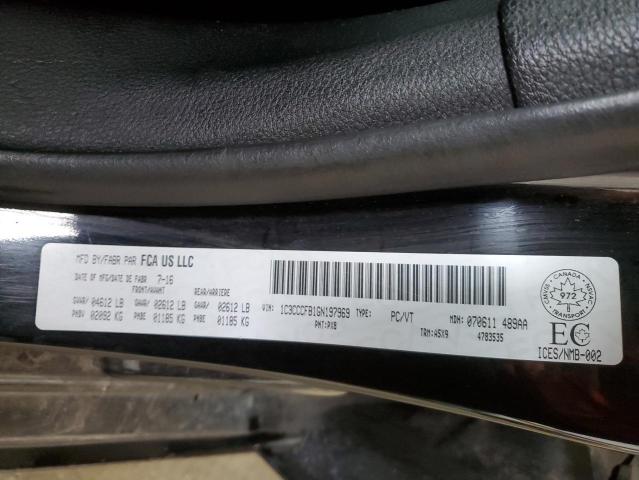 MFD BY/FABR PAR FCA US LLC
DATE OF MFG/DATE DE FABR 7-16
FRONT/AVANT REAR/ARRIERE
GVWR: 04612 LB GAWR: 02612 LB GAWR: 02612 LB
PNBV 02092 KG PNBE 01185 KG PNBE 01185 KG
VIN: 1C3CCCFB1GN197969 TYPE: PC/VT MDH: 070611 489AA
PNT:PX8 TRM:A5X9 4783535
CANADA
972
TRANSPORT
EC
ICES/NMB-002